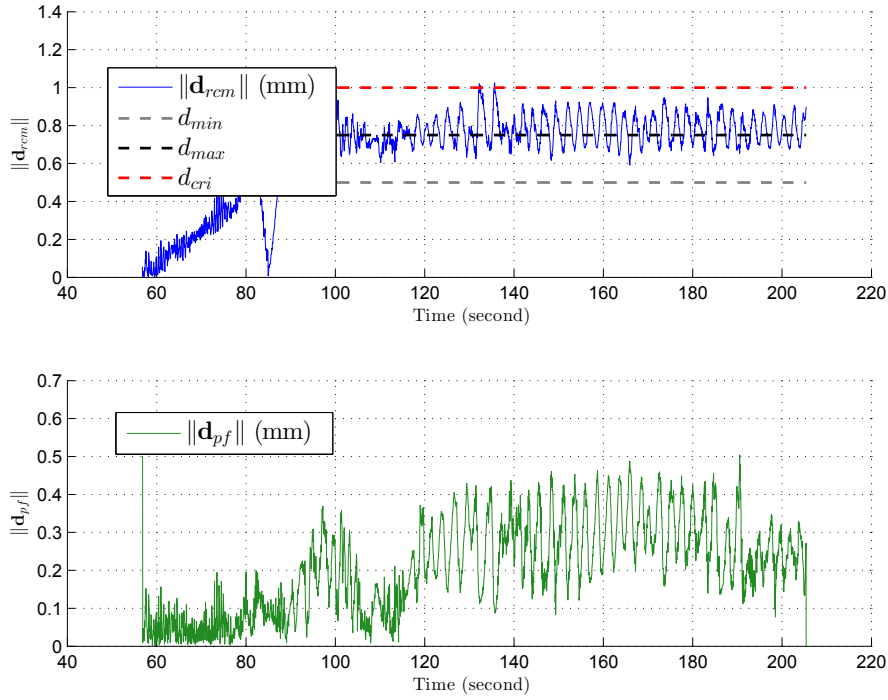 1.4
1.2
1
0.8
0.6
0.4
0.2
0
‖d_rcm‖
‖d_rcm‖ (mm)
d_min
d_max
d_cri
40 60 80 100 120 140 160 180 200 220
Time (second)
0.7
0.6
0.5
0.4
0.3
0.2
0.1
0
‖d_pf‖
‖d_pf‖ (mm)
40 60 80 100 120 140 160 180 200 220
Time (second)